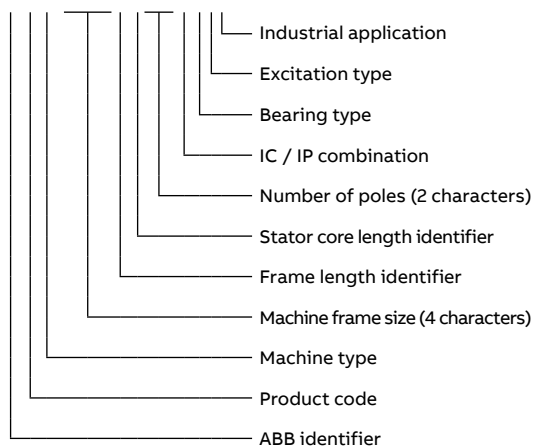 Industrial application
Excitation type
Bearing type
IC / IP combination
Number of poles (2 characters)
Stator core length identifier
Frame length identifier
Machine frame size (4 characters)
Machine type
Product code
ABB identifier